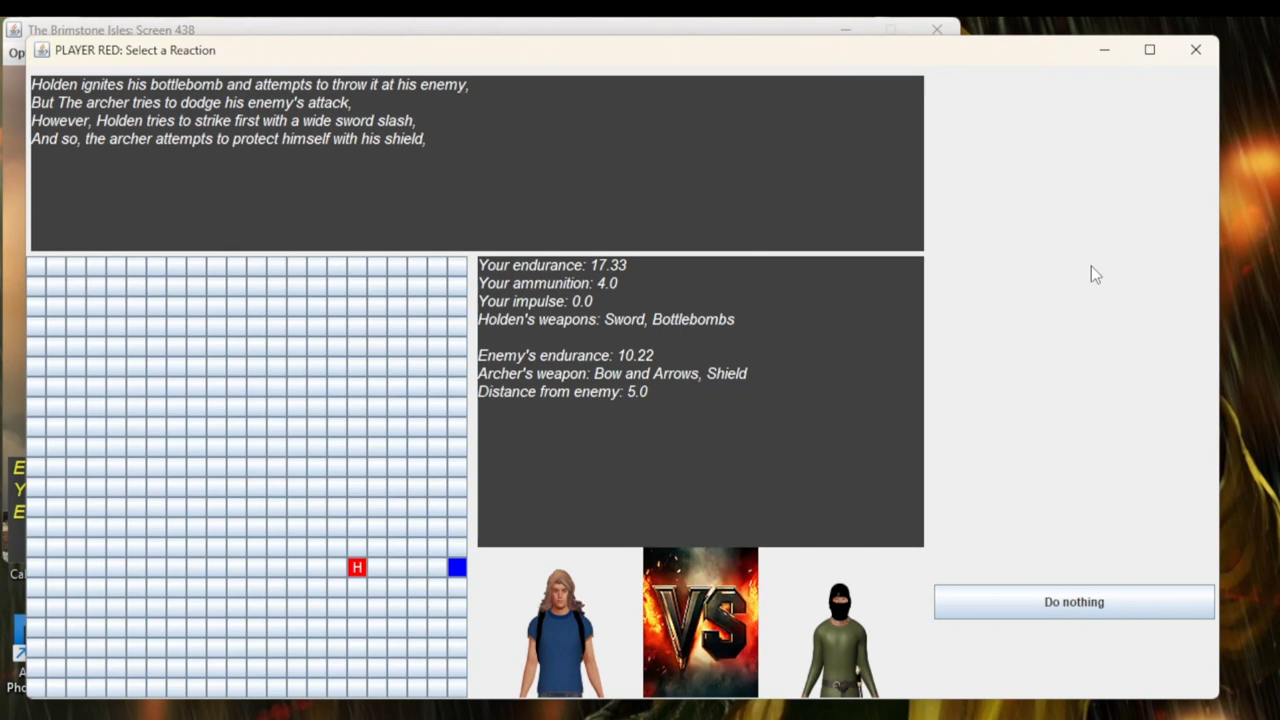 The Brimstone Isles: Screen 438
Op
PLAYER RED: Select a Reaction
Holden ignites his bottlebomb and attempts to throw it at his enemy,
But The archer tries to dodge his enemy's attack,
However, Holden tries to strike first with a wide sword slash,
And so, the archer attempts to protect himself with his shield,
Your endurance: 17.33
Your ammunition: 4.0
Your impulse: 0.0
Holden's weapons: Sword, Bottlebombs
Enemy's endurance: 10.22
Archer's weapon: Bow and Arrows, Shield
Distance from enemy: 5.0
E
Y
E
H
VS
Do nothing
Ca
A
Pho